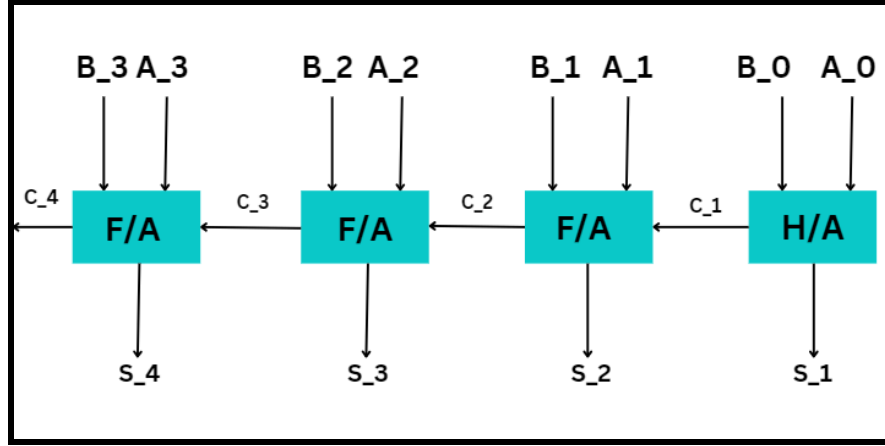 B_3 A_3 B_2 A_2 B_1 A_1 B_0 A_0
C_4 C_3 C_2 C_1
F/A F/A F/A H/A
S_4 S_3 S_2 S_1